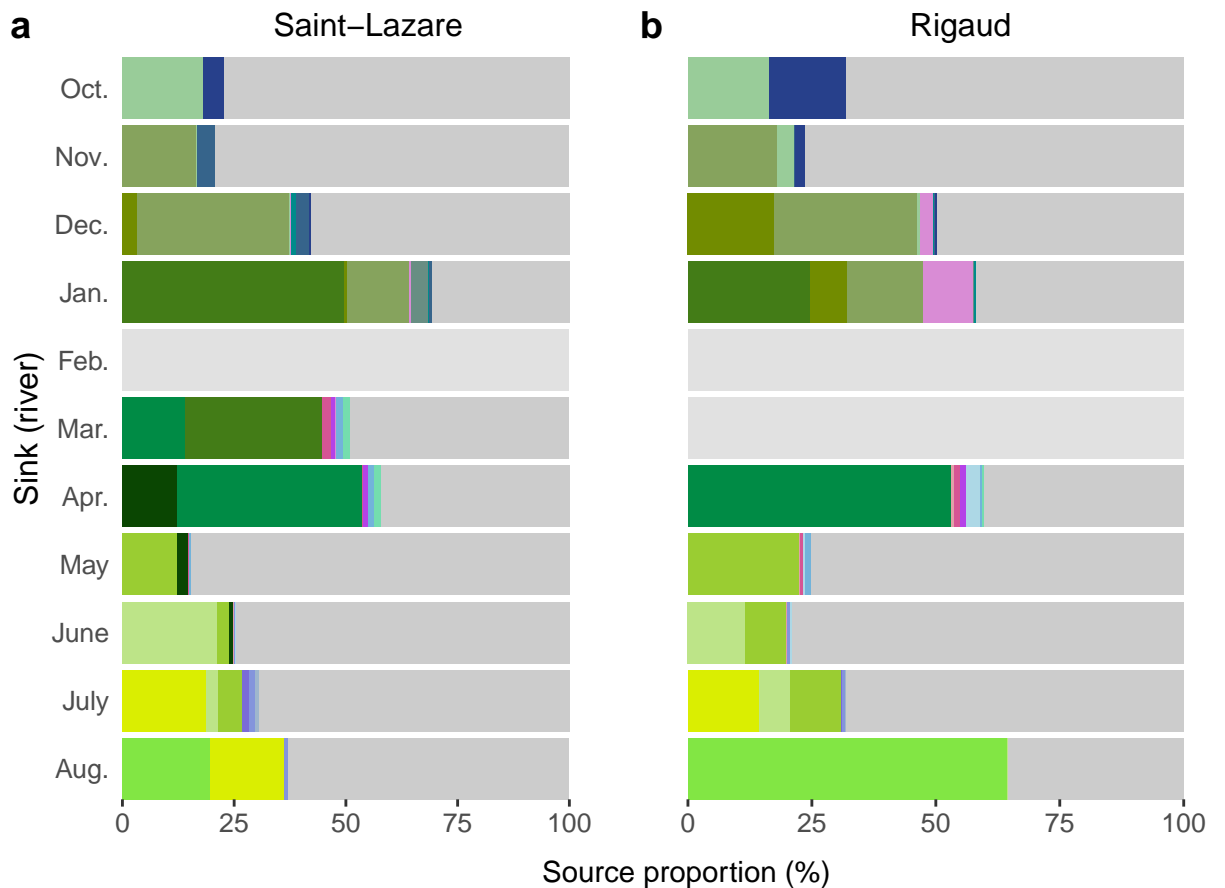 a Saint−Lazare
b Rigaud
Sink (river)
Oct.
Nov.
Dec.
Jan.
Feb.
Mar.
Apr.
May
June
July
Aug.
0 25 50 75 100
0 25 50 75 100
Source proportion (%)